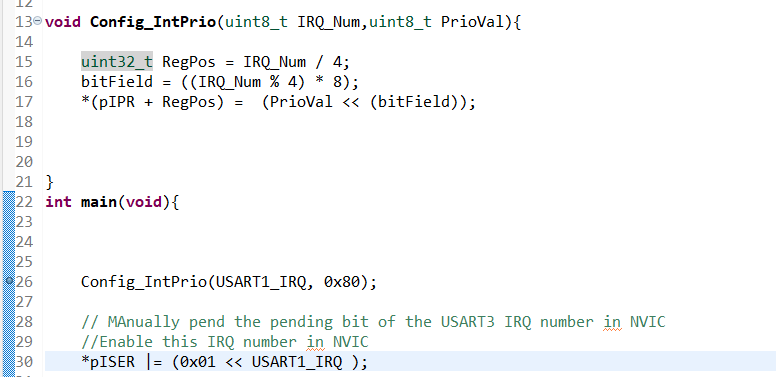 12
13 void Config_IntPrio(uint8_t IRQ_Num,uint8_t PrioVal){
14
15     uint32_t RegPos = IRQ_Num / 4;
16     bitField = ((IRQ_Num % 4) * 8);
17     *(pIPR + RegPos) =  (PrioVal << (bitField));
18
19
20
21 }
22 int main(void){
23
24
25
26     Config_IntPrio(USART1_IRQ, 0x80);
27
28     // MAnually pend the pending bit of the USART3 IRQ number in NVIC
29     //Enable this IRQ number in NVIC
30     *pISER |= (0x01 << USART1_IRQ );